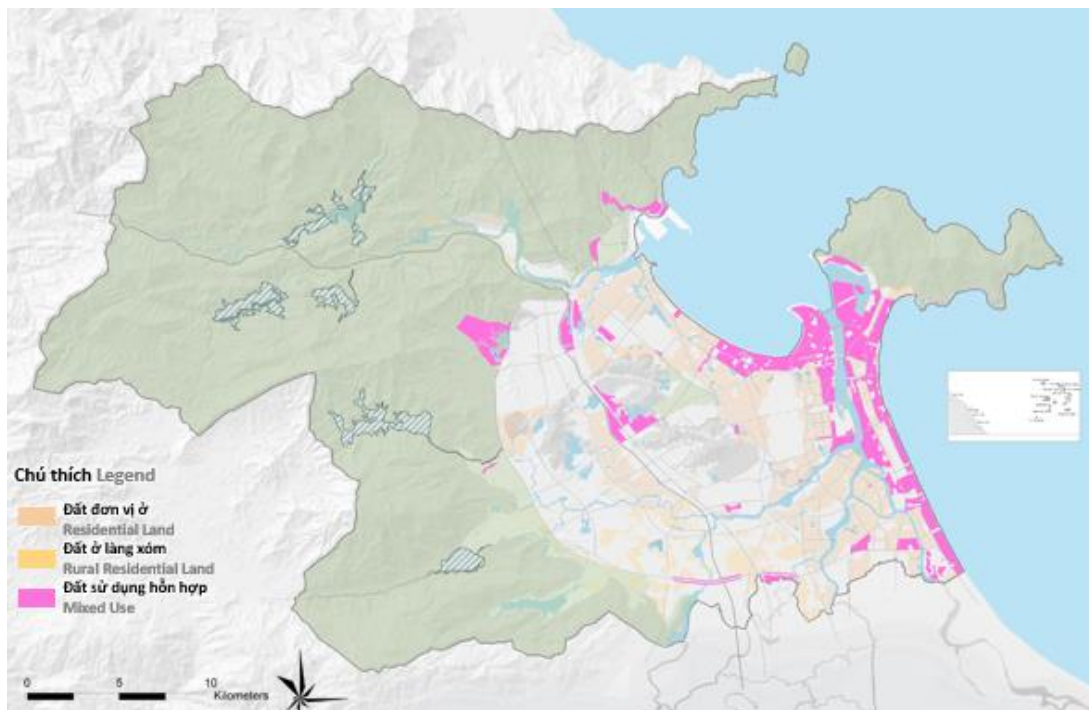 Chú thích Legend
Đất đơn vị ở
Residential Land
Đất ở làng xóm
Rural Residential Land
Đất sử dụng hỗn hợp
Mixed Use
0 5 10
Kilometers